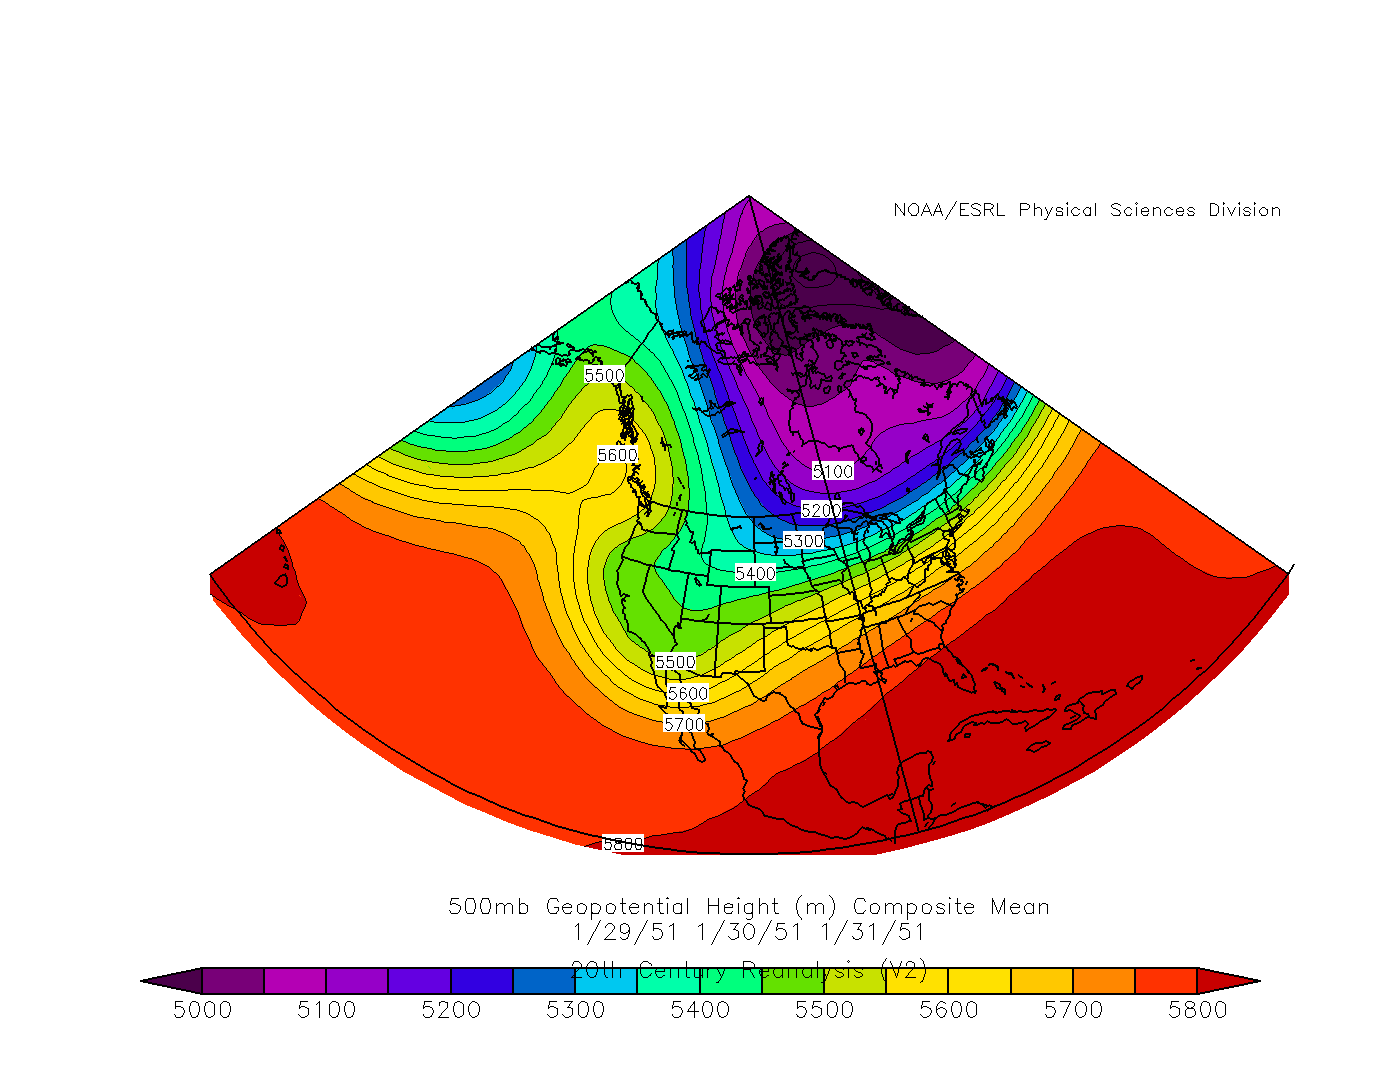 NOAA/ESRL Physical Sciences Division
5500
5600
5100
5200
5300
5400
5500
5600
5700
5800
500mb Geopotential Height (m) Composite Mean
1/29/51 1/30/51 1/31/51
20th Century Reanalysis (V2)
5000 5100 5200 5300 5400 5500 5600 5700 5800